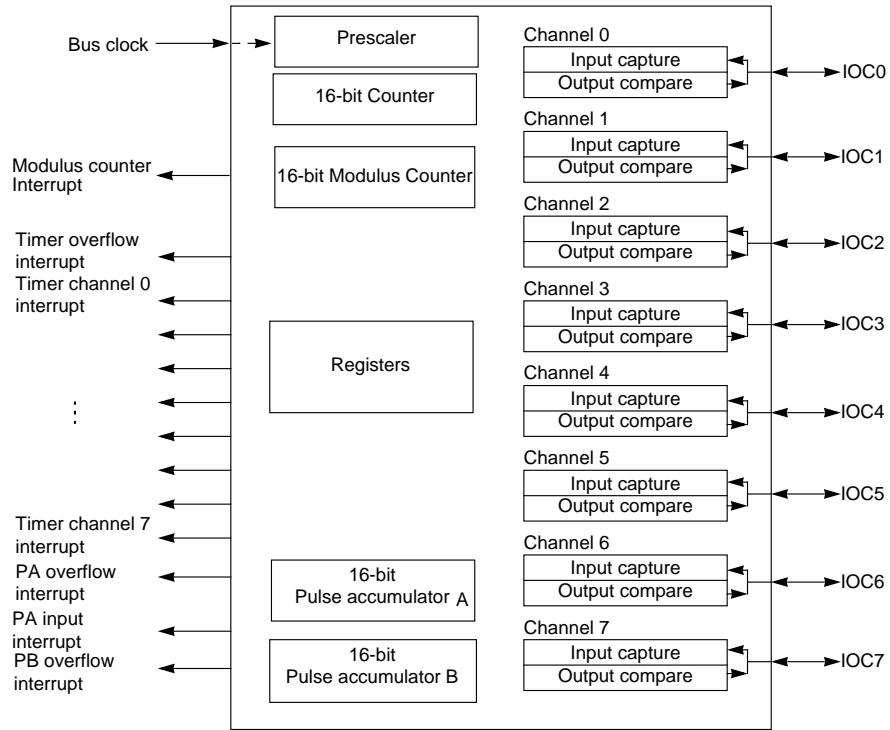 Bus clock
Modulus counter
Interrupt
Timer overflow
interrupt
Timer channel 0
interrupt
Timer channel 7
interrupt
PA overflow
interrupt
PA input
interrupt
PB overflow
interrupt
Prescaler
16-bit Counter
16-bit Modulus Counter
Registers
16-bit
Pulse accumulator A
16-bit
Pulse accumulator B
Channel 0
Input capture
Output compare
IOC0
Channel 1
Input capture
Output compare
IOC1
Channel 2
Input capture
Output compare
IOC2
Channel 3
Input capture
Output compare
IOC3
Channel 4
Input capture
Output compare
IOC4
Channel 5
Input capture
Output compare
IOC5
Channel 6
Input capture
Output compare
IOC6
Channel 7
Input capture
Output compare
IOC7